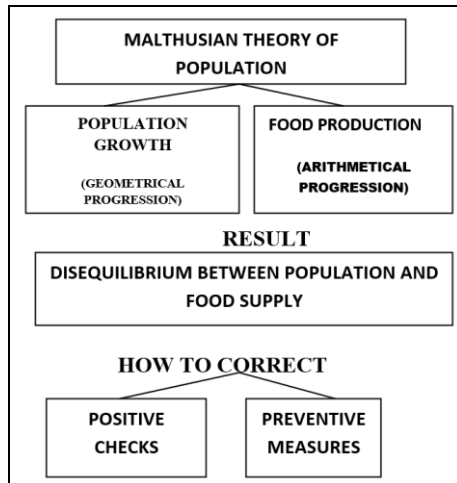 MALTHUSIAN THEORY OF
POPULATION
POPULATION
GROWTH
(GEOMETRICAL
PROGRESSION)
FOOD PRODUCTION
(ARITHMETICAL
PROGRESSION)
RESULT
DISEQUILIBRIUM BETWEEN POPULATION AND
FOOD SUPPLY
HOW TO CORRECT
POSITIVE
CHECKS
PREVENTIVE
MEASURES